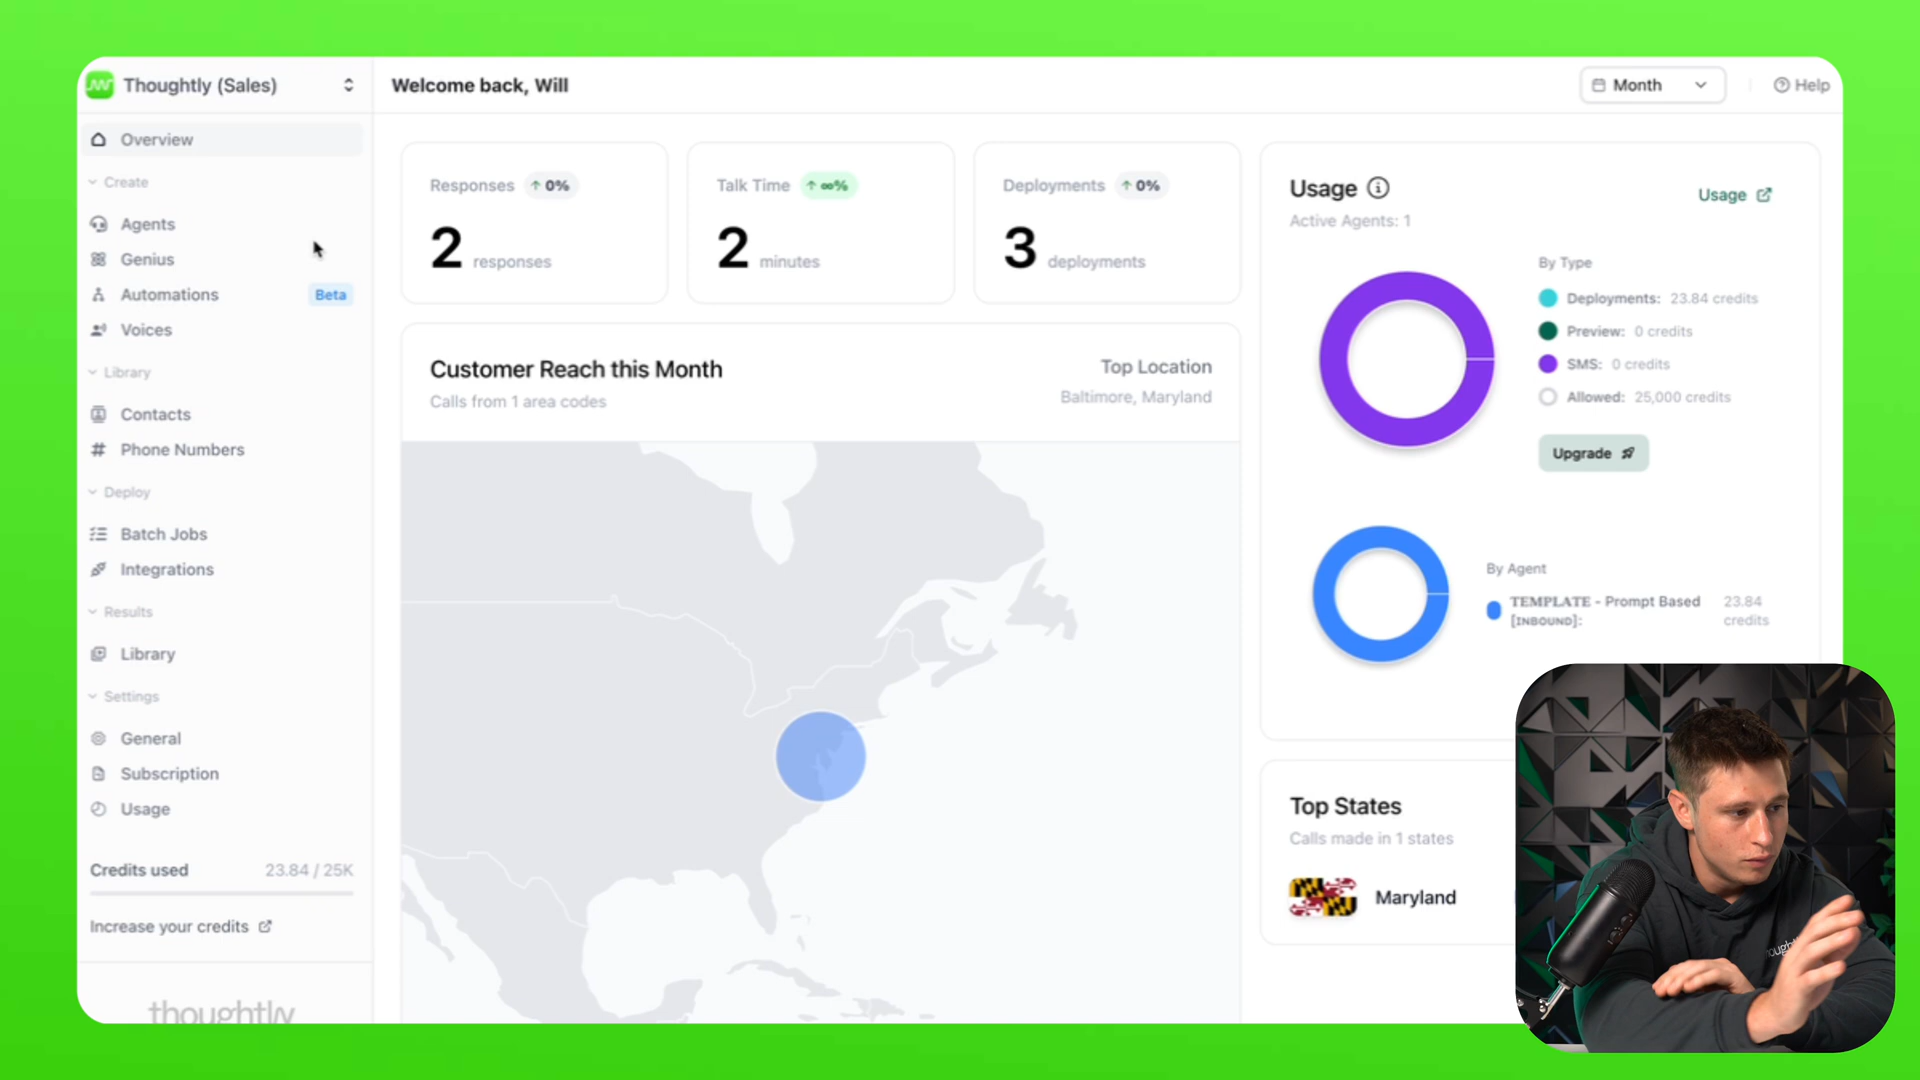 Thoughtly (Sales)
Welcome back, Will
Month
Help
Overview
Create
Agents
Genius
Automations
Beta
Voices
Library
Contacts
Phone Numbers
Deploy
Batch Jobs
Integrations
Results
Library
Settings
General
Subscription
Usage
Credits used
23.84 / 25K
Increase your credits
thoughtly
Responses ↑ 0%
2 responses
Talk Time ↑ ∞%
2 minutes
Deployments ↑ 0%
3 deployments
Customer Reach this Month
Calls from 1 area codes
Top Location
Baltimore, Maryland
Usage
Active Agents: 1
Usage
By Type
Deployments: 23.84 credits
Preview: 0 credits
SMS: 0 credits
Allowed: 25,000 credits
Upgrade
By Agent
TEMPLATE - Prompt Based
[INBOUND]:
23.84
credits
Top States
Calls made in 1 states
Maryland